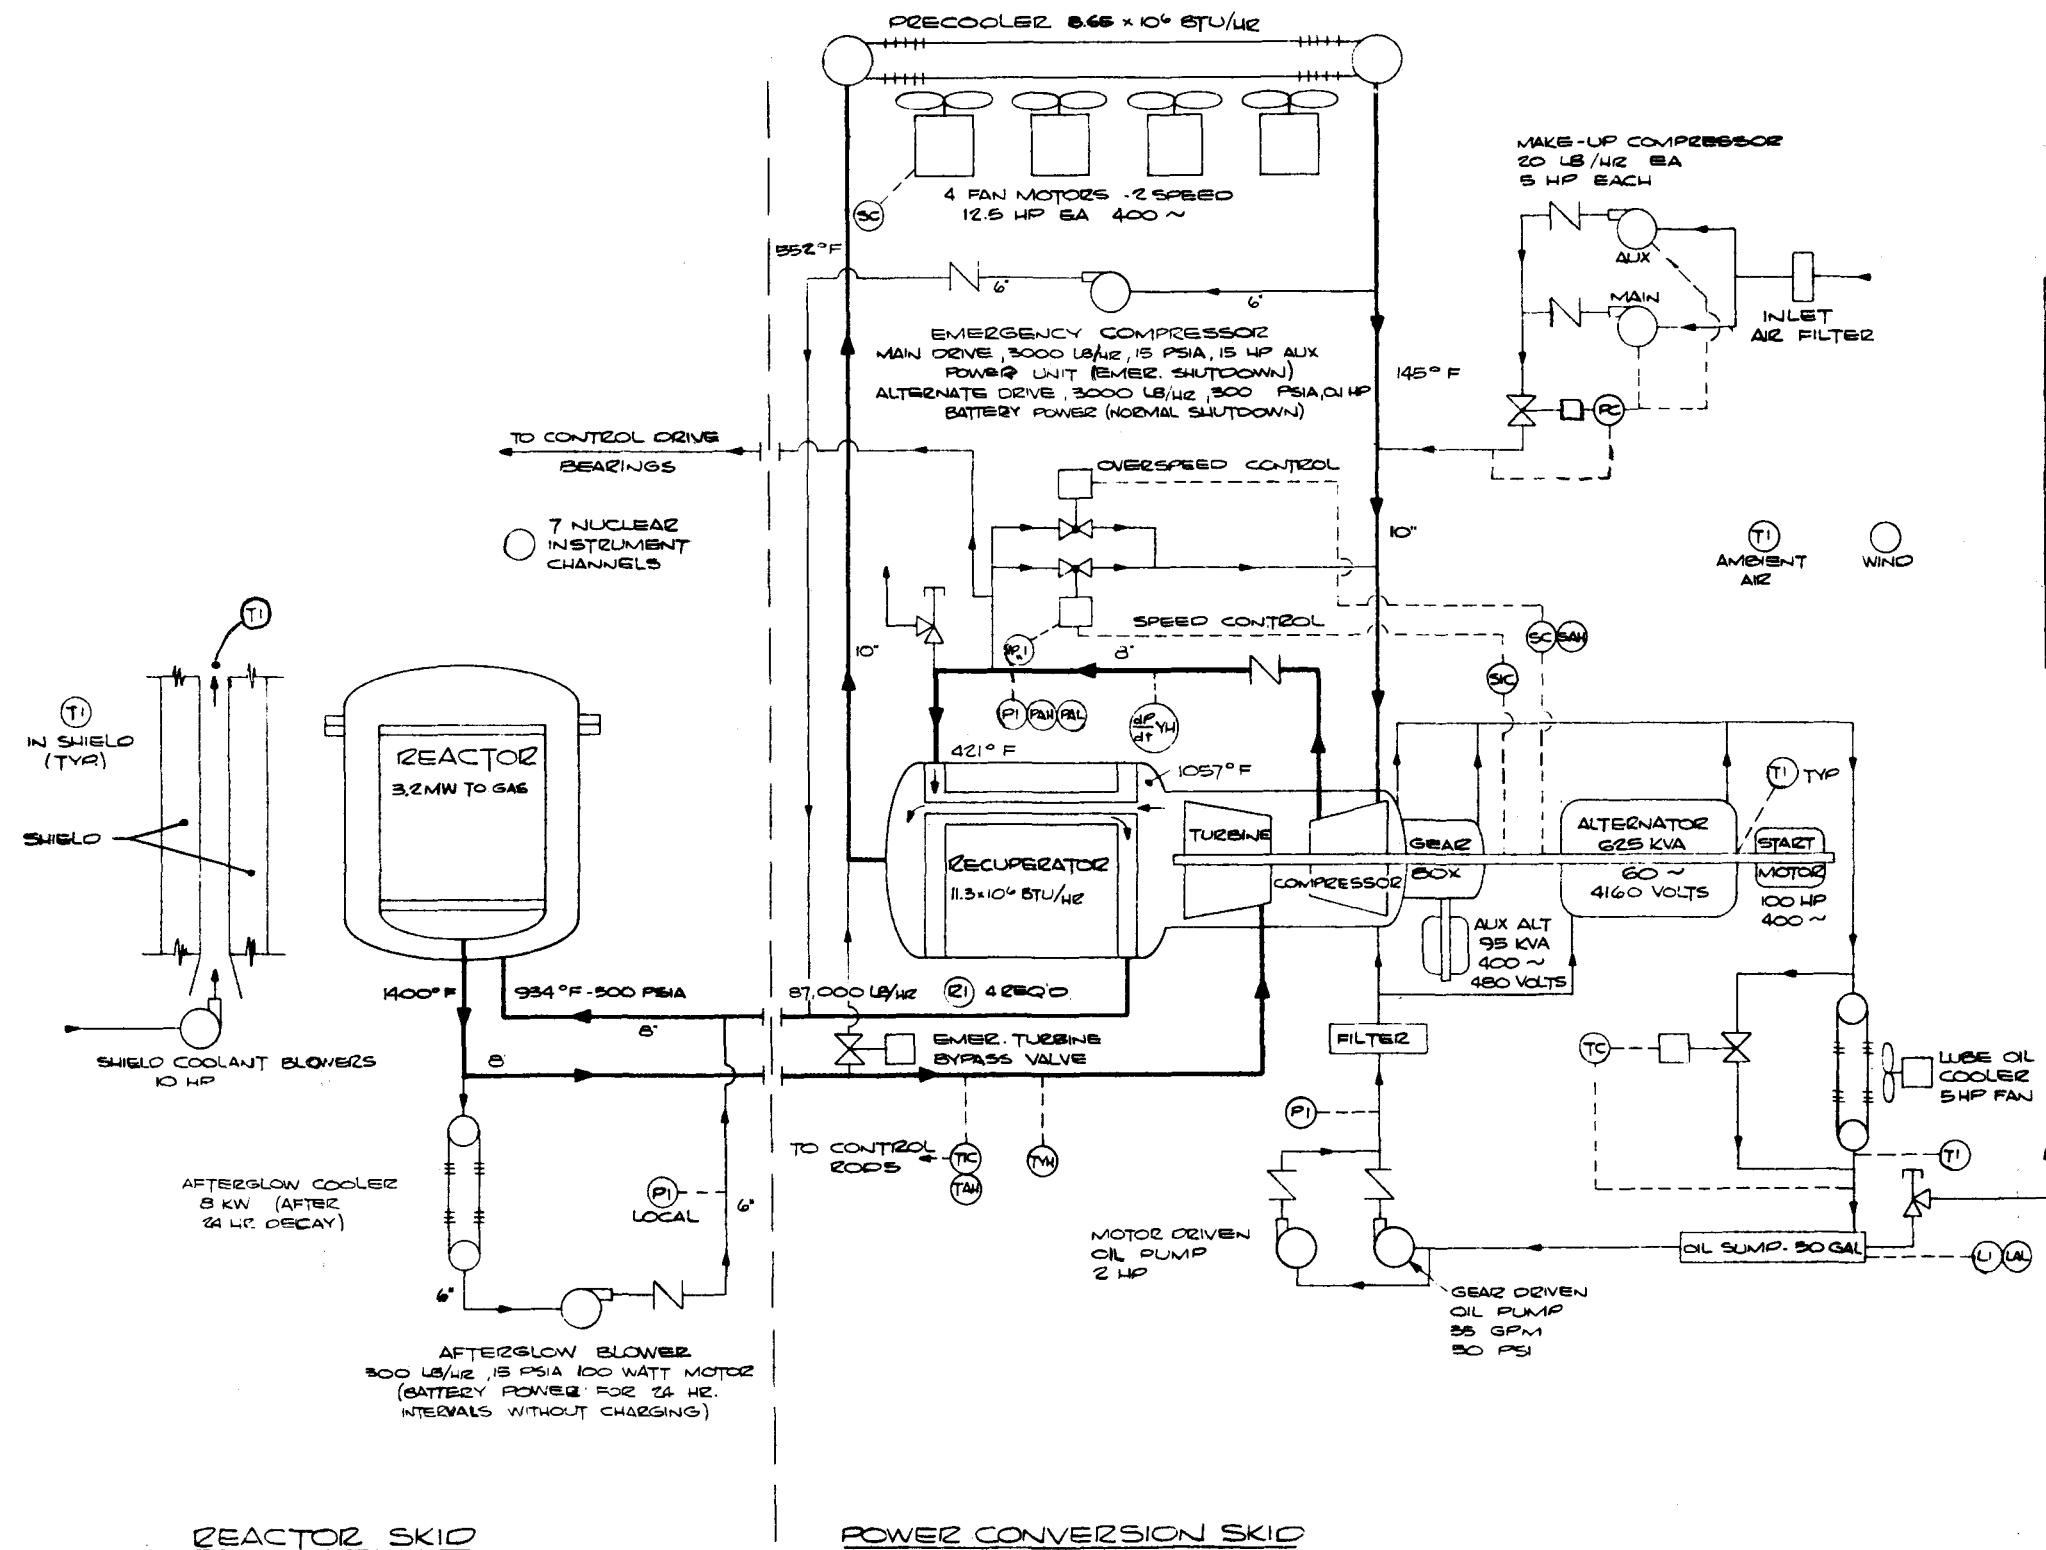 PRECOOLER 8.65 x 10⁶ BTU/HR
4 FAN MOTORS -2 SPEED
12.5 HP EA 400 ~
SC
552°F
MAKE-UP COMPRESSOR
20 LB/HR EA
5 HP EACH
AUX
MAIN
INLET
AIR FILTER
PC
6"
6"
EMERGENCY COMPRESSOR
MAIN DRIVE, 3000 LB/HR, 15 PSIA, 15 HP AUX
POWER UNIT (EMER. SHUTDOWN)
ALTERNATE DRIVE, 3000 LB/HR, 300 PSIA, 0.1 HP
BATTERY POWER (NORMAL SHUTDOWN)
145°F
TO CONTROL DRIVE
BEARINGS
OVERSPEED CONTROL
7 NUCLEAR
INSTRUMENT
CHANNELS
10"
TI
AMBIENT
AIR
WIND
TI
SPEED CONTROL
SC
SAH
10"
8"
SIC
TI
IN SHIELD
(TYP.)
PI
PAH
PAL
dP/dt YH
REACTOR
3.2 MW TO GAS
421°F
1057°F
TI TYP
SHIELD
TURBINE
COMPRESSOR
GEAR
BOX
ALTERNATOR
625 KVA
60 ~
4160 VOLTS
START
MOTOR
100 HP
400 ~
RECUPERATOR
11.3x10⁶ BTU/HR
AUX ALT
95 KVA
400 ~
480 VOLTS
1400°F
934°F-300 PSIA
87,000 LB/HR
RI 4 REQ'D
8"
8"
SHIELD COOLANT BLOWERS
10 HP
EMER. TURBINE
BYPASS VALVE
FILTER
TC
LUBE OIL
COOLER
5 HP FAN
PI
TO CONTROL
RODS
TIC
TAH
TYH
TI
AFTERGLOW COOLER
8 KW (AFTER
24 HR. DECAY)
PI
LOCAL
6"
MOTOR DRIVEN
OIL PUMP
2 HP
OIL SUMP-30 GAL
LI
LAL
6"
GEAR DRIVEN
OIL PUMP
35 GPM
50 PSI
AFTERGLOW BLOWER
300 LB/HR, 15 PSIA 100 WATT MOTOR
(BATTERY POWER FOR 24 HR.
INTERVALS WITHOUT CHARGING)
REACTOR SKID
POWER CONVERSION SKID